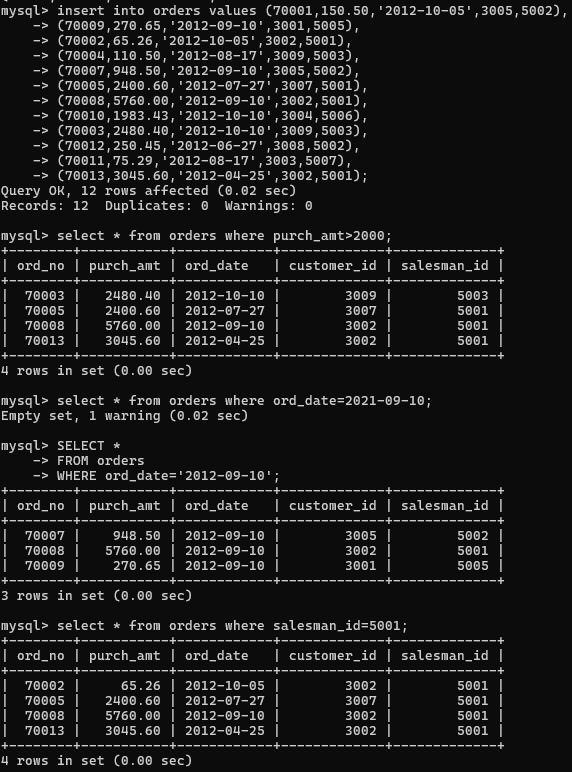 mysql> insert into orders values (70001,150.50,'2012-10-05',3005,5002),
    -> (70009,270.65,'2012-09-10',3001,5005),
    -> (70002,65.26,'2012-10-05',3002,5001),
    -> (70004,110.50,'2012-08-17',3009,5003),
    -> (70007,948.50,'2012-09-10',3005,5002),
    -> (70005,2400.60,'2012-07-27',3007,5001),
    -> (70008,5760.00,'2012-09-10',3002,5001),
    -> (70010,1983.43,'2012-10-10',3004,5006),
    -> (70003,2480.40,'2012-10-10',3009,5003),
    -> (70012,250.45,'2012-06-27',3008,5002),
    -> (70011,75.29,'2012-08-17',3003,5007),
    -> (70013,3045.60,'2012-04-25',3002,5001);
Query OK, 12 rows affected (0.02 sec)
Records: 12  Duplicates: 0  Warnings: 0

mysql> select * from orders where purch_amt>2000;
+--------+-----------+------------+-------------+-------------+
| ord_no | purch_amt | ord_date   | customer_id | salesman_id |
+--------+-----------+------------+-------------+-------------+
|  70003 |   2480.40 | 2012-10-10 |        3009 |        5003 |
|  70005 |   2400.60 | 2012-07-27 |        3007 |        5001 |
|  70008 |   5760.00 | 2012-09-10 |        3002 |        5001 |
|  70013 |   3045.60 | 2012-04-25 |        3002 |        5001 |
+--------+-----------+------------+-------------+-------------+
4 rows in set (0.00 sec)

mysql> select * from orders where ord_date=2021-09-10;
Empty set, 1 warning (0.02 sec)

mysql> SELECT *
    -> FROM orders
    -> WHERE ord_date='2012-09-10';
+--------+-----------+------------+-------------+-------------+
| ord_no | purch_amt | ord_date   | customer_id | salesman_id |
+--------+-----------+------------+-------------+-------------+
|  70007 |    948.50 | 2012-09-10 |        3005 |        5002 |
|  70008 |   5760.00 | 2012-09-10 |        3002 |        5001 |
|  70009 |    270.65 | 2012-09-10 |        3001 |        5005 |
+--------+-----------+------------+-------------+-------------+
3 rows in set (0.00 sec)

mysql> select * from orders where salesman_id=5001;
+--------+-----------+------------+-------------+-------------+
| ord_no | purch_amt | ord_date   | customer_id | salesman_id |
+--------+-----------+------------+-------------+-------------+
|  70002 |     65.26 | 2012-10-05 |        3002 |        5001 |
|  70005 |   2400.60 | 2012-07-27 |        3007 |        5001 |
|  70008 |   5760.00 | 2012-09-10 |        3002 |        5001 |
|  70013 |   3045.60 | 2012-04-25 |        3002 |        5001 |
+--------+-----------+------------+-------------+-------------+
4 rows in set (0.00 sec)